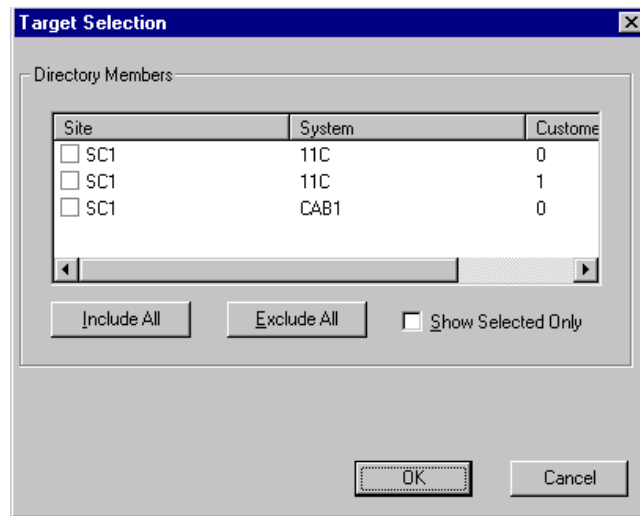 Target Selection
Directory Members
Site System Custome
SC1 11C 0
SC1 11C 1
SC1 CAB1 0
Include All Exclude All Show Selected Only
OK Cancel